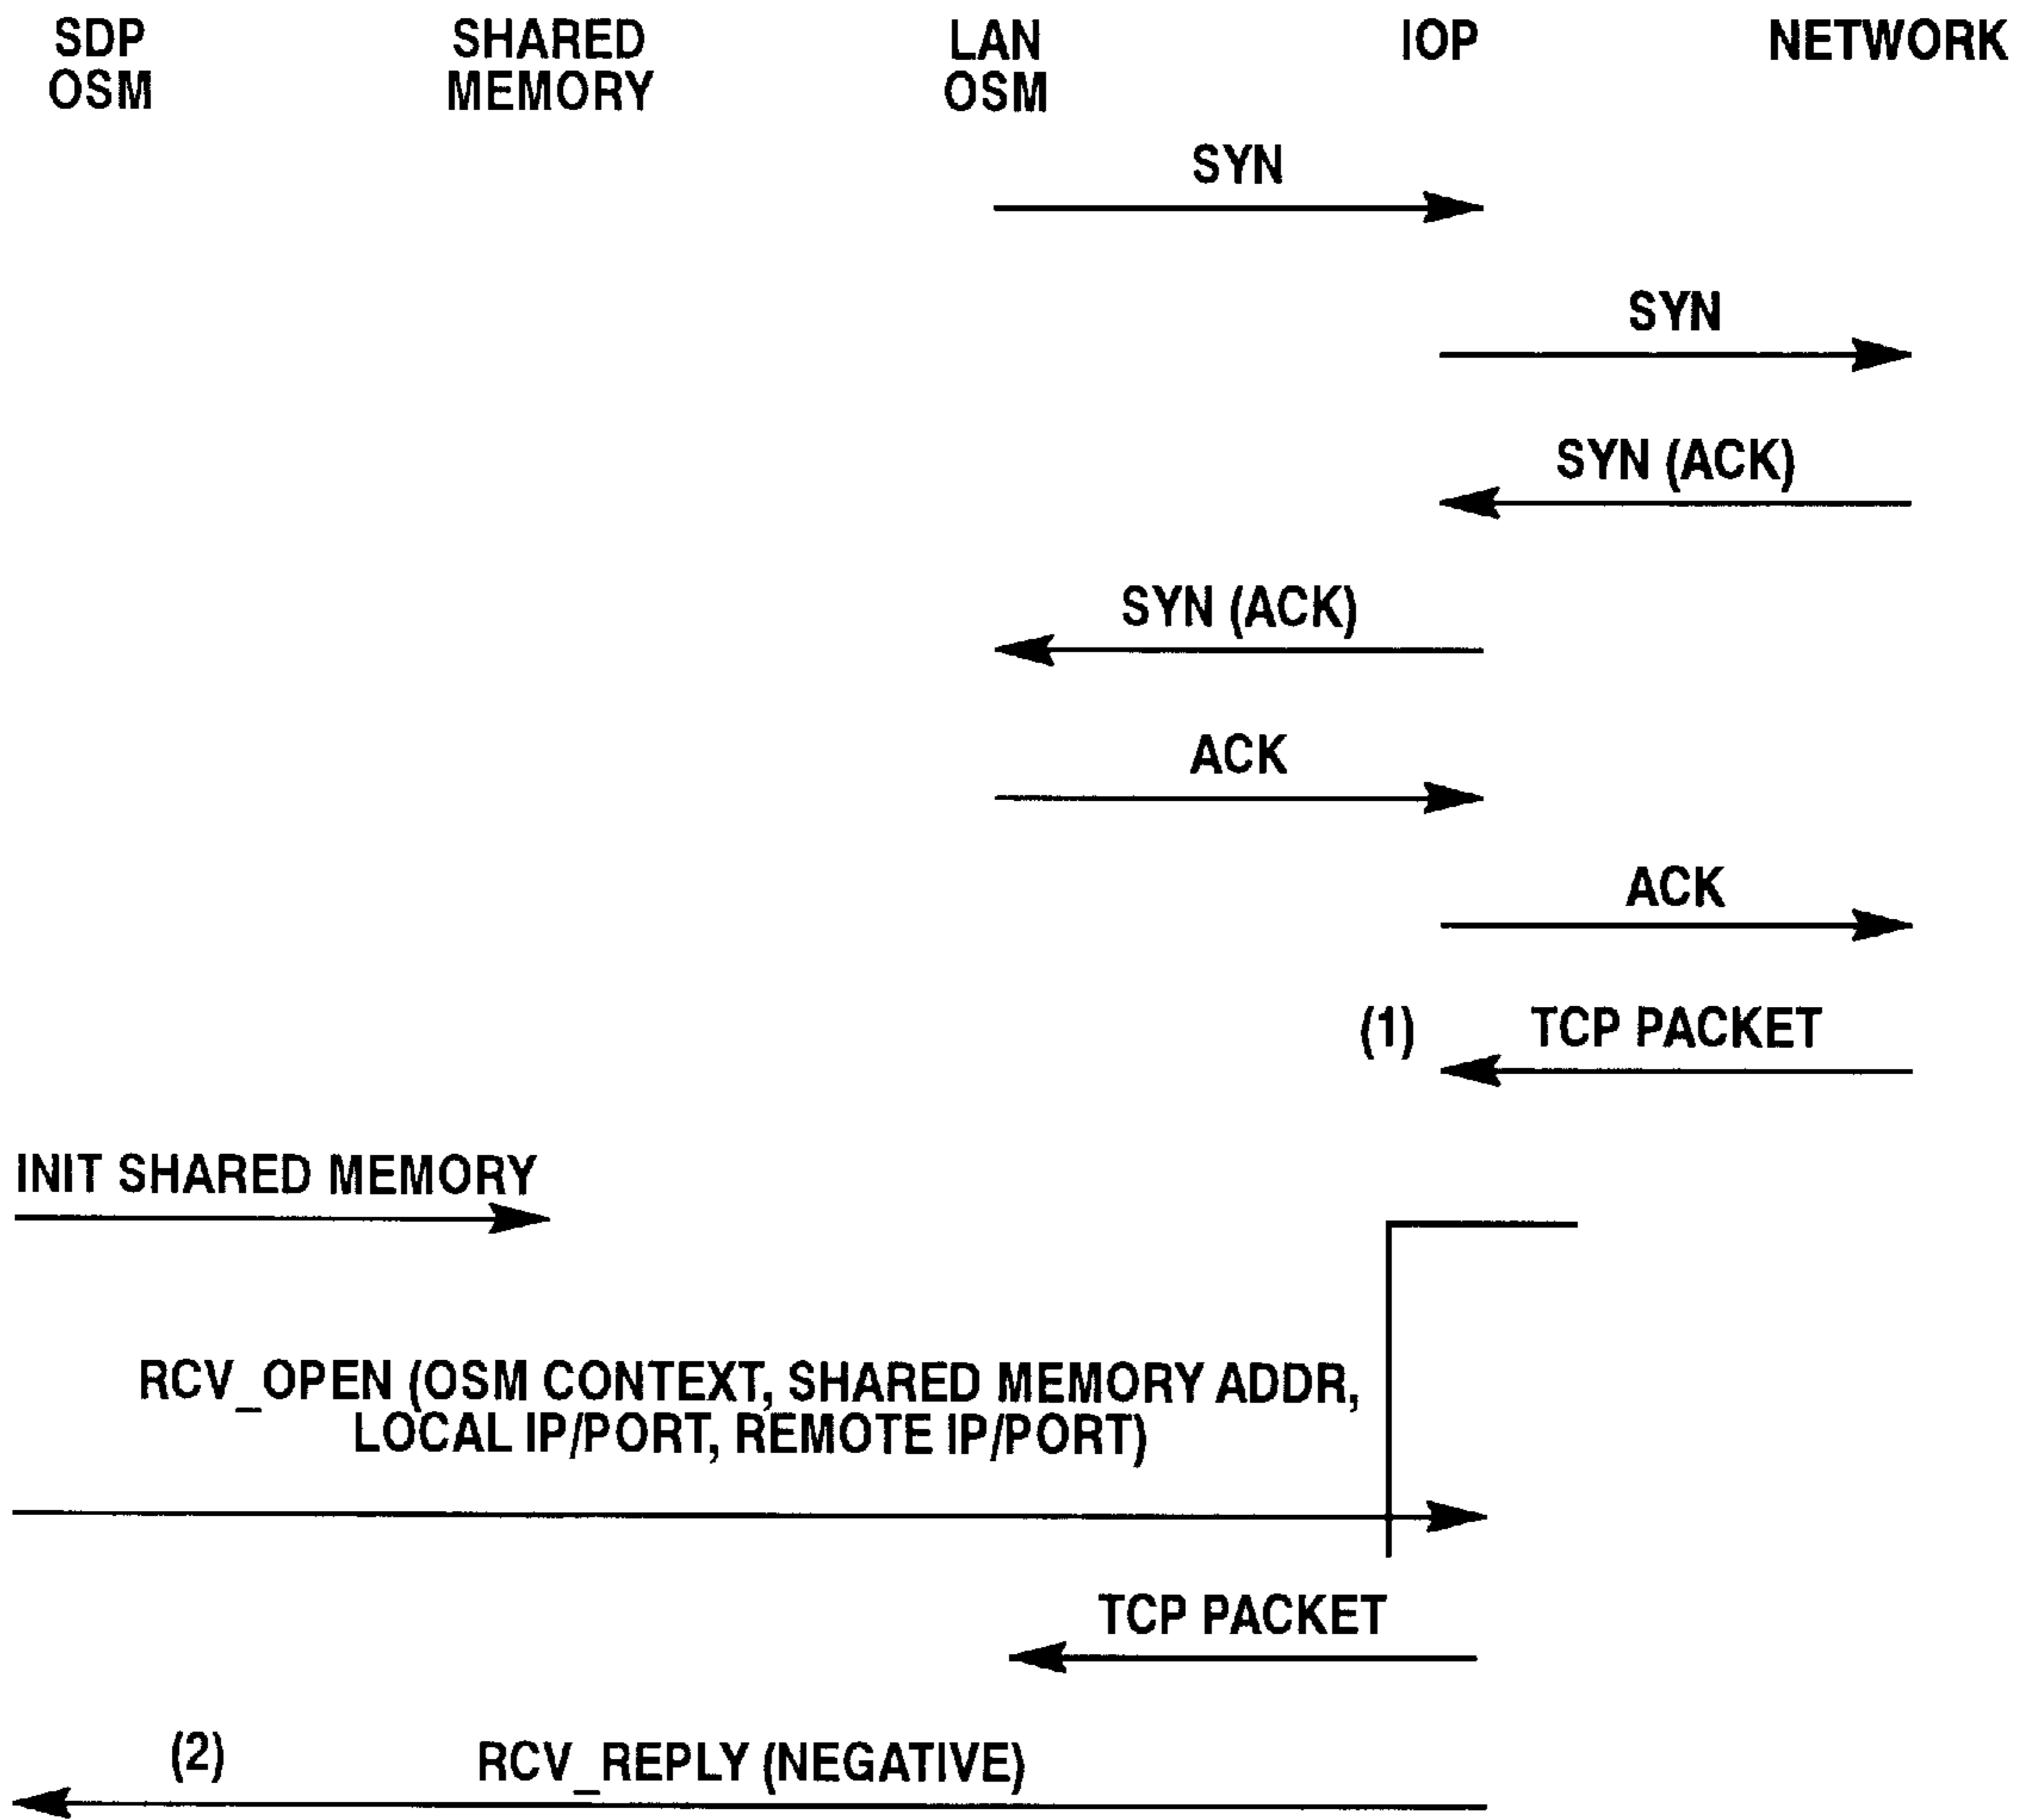 SDP SHARED LAN IOP NETWORK
OSM MEMORY OSM
SYN
SYN
SYN (ACK)
SYN (ACK)
ACK
ACK
(1) TCP PACKET
INIT SHARED MEMORY
RCV_OPEN (OSM CONTEXT, SHARED MEMORY ADDR,
LOCAL IP/PORT, REMOTE IP/PORT)
TCP PACKET
(2) RCV_REPLY (NEGATIVE)